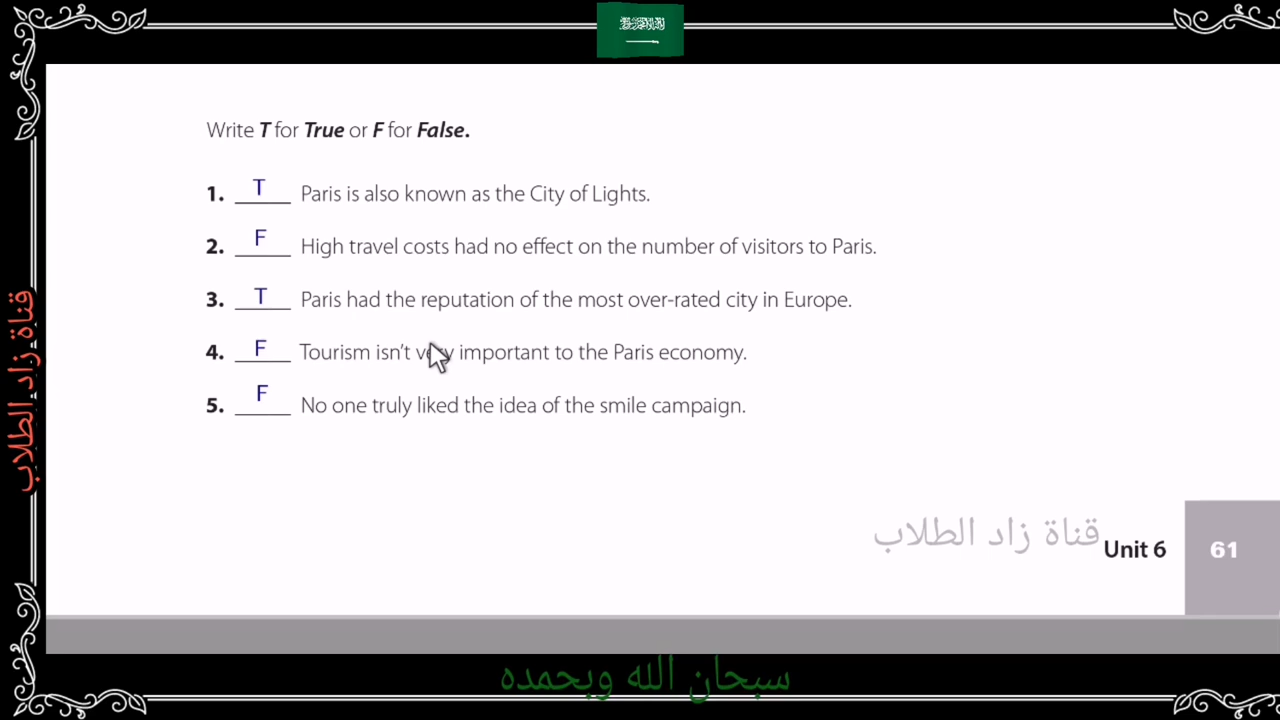 Write T for True or F for False.
1. T Paris is also known as the City of Lights.
2. F High travel costs had no effect on the number of visitors to Paris.
3. T Paris had the reputation of the most over-rated city in Europe.
4. F Tourism isn't very important to the Paris economy.
5. F No one truly liked the idea of the smile campaign.
قناة زاد الطلاب
قناة زاد الطلاب
Unit 6 61
سبحان الله وبحمده